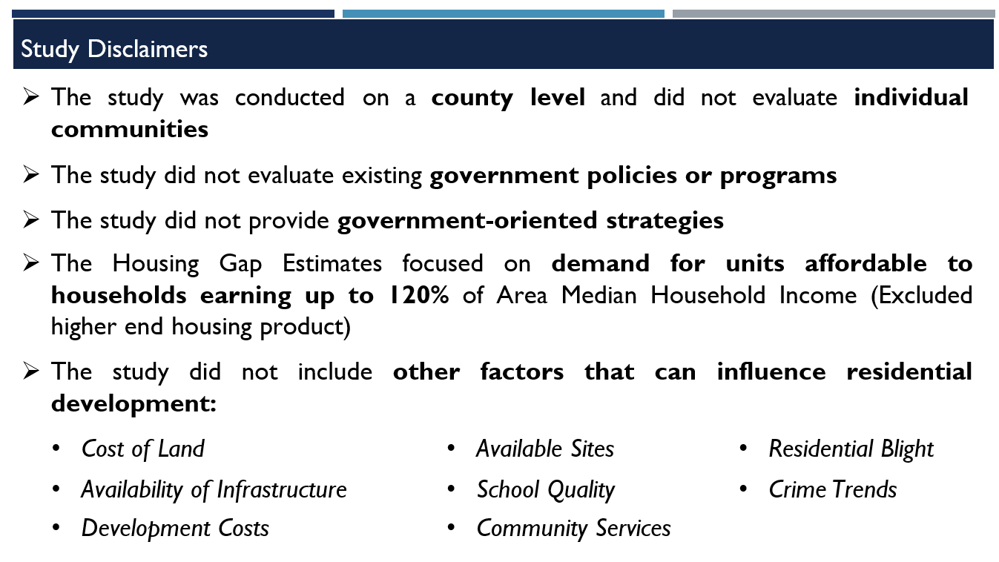 Study Disclaimers
➢ The study was conducted on a county level and did not evaluate individual
communities
➢ The study did not evaluate existing government policies or programs
➢ The study did not provide government-oriented strategies
➢ The Housing Gap Estimates focused on demand for units affordable to
households earning up to 120% of Area Median Household Income (Excluded
higher end housing product)
➢ The study did not include other factors that can influence residential
development:
• Cost of Land
• Availability of Infrastructure
• Development Costs
• Available Sites
• School Quality
• Community Services
• Residential Blight
• Crime Trends